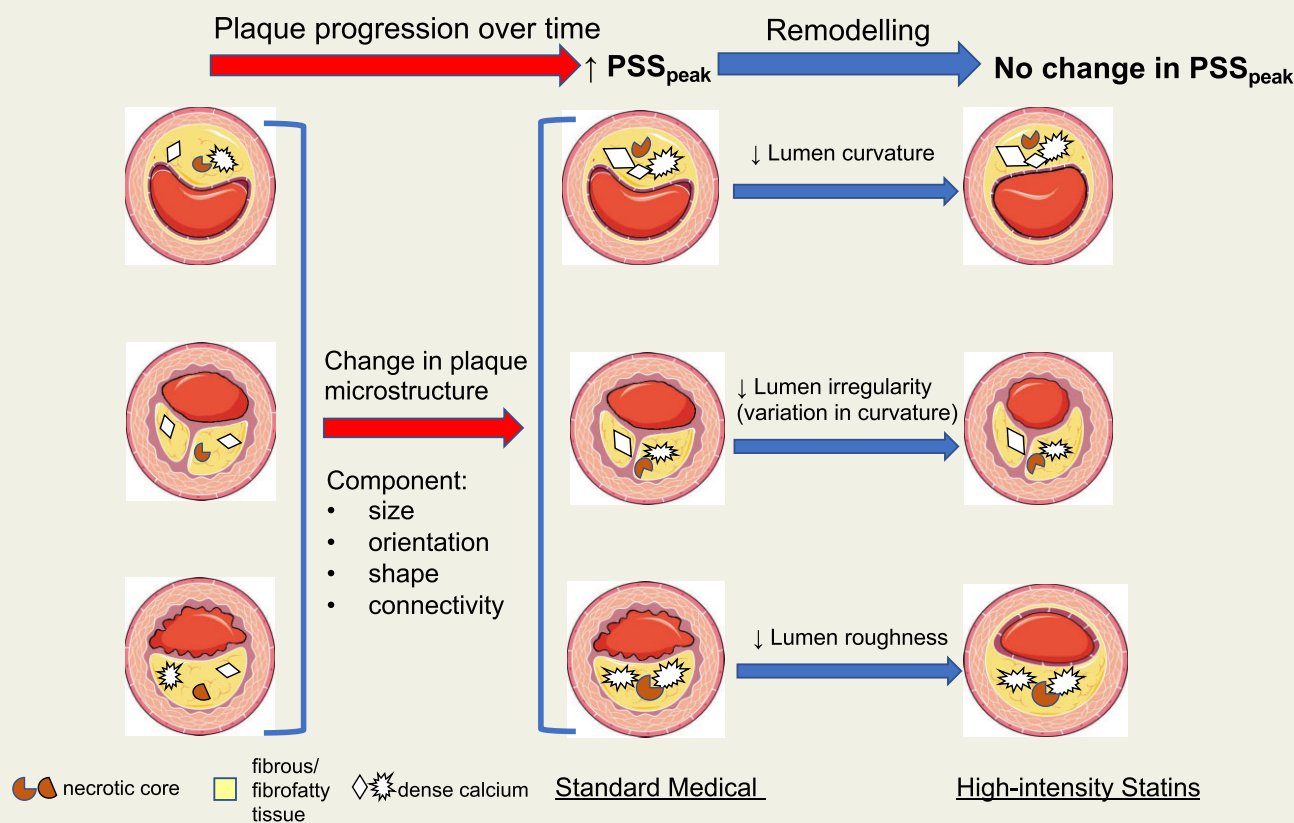 Plaque progression over time
↑ PSSpeak
Remodelling
No change in PSSpeak
↓ Lumen curvature
Change in plaque
microstructure
Component:
• size
• orientation
• shape
• connectivity
↓ Lumen irregularity
(variation in curvature)
↓ Lumen roughness
necrotic core
fibrous/
fibrofatty
tissue
dense calcium
Standard Medical
High-intensity Statins